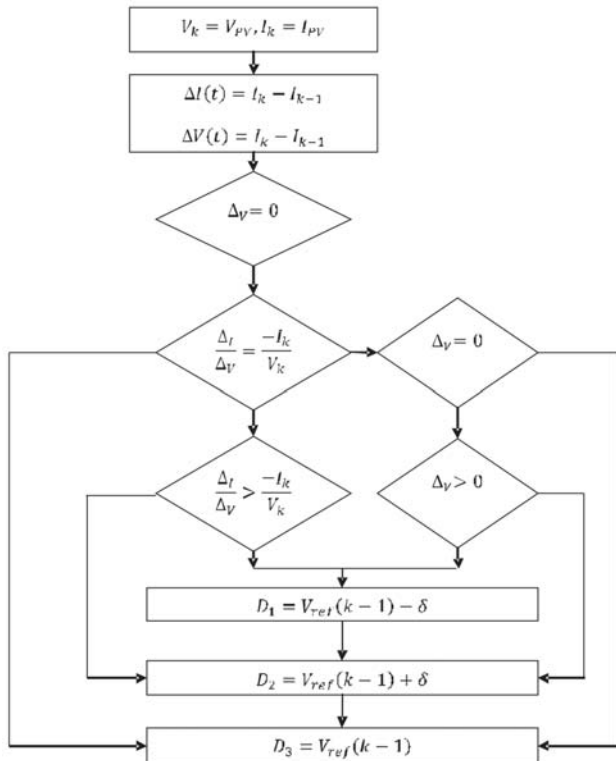 V_k = V_PV, I_k = I_PV
ΔI(t) = I_k − I_{k−1}
ΔV(t) = I_k − I_{k−1}
Δ_V = 0
Δ_I/Δ_V = −I_k/V_k
Δ_V = 0
Δ_I/Δ_V > −I_k/V_k
Δ_V > 0
D_1 = V_ref(k − 1) − δ
D_2 = V_ref(k − 1) + δ
D_3 = V_ref(k − 1)